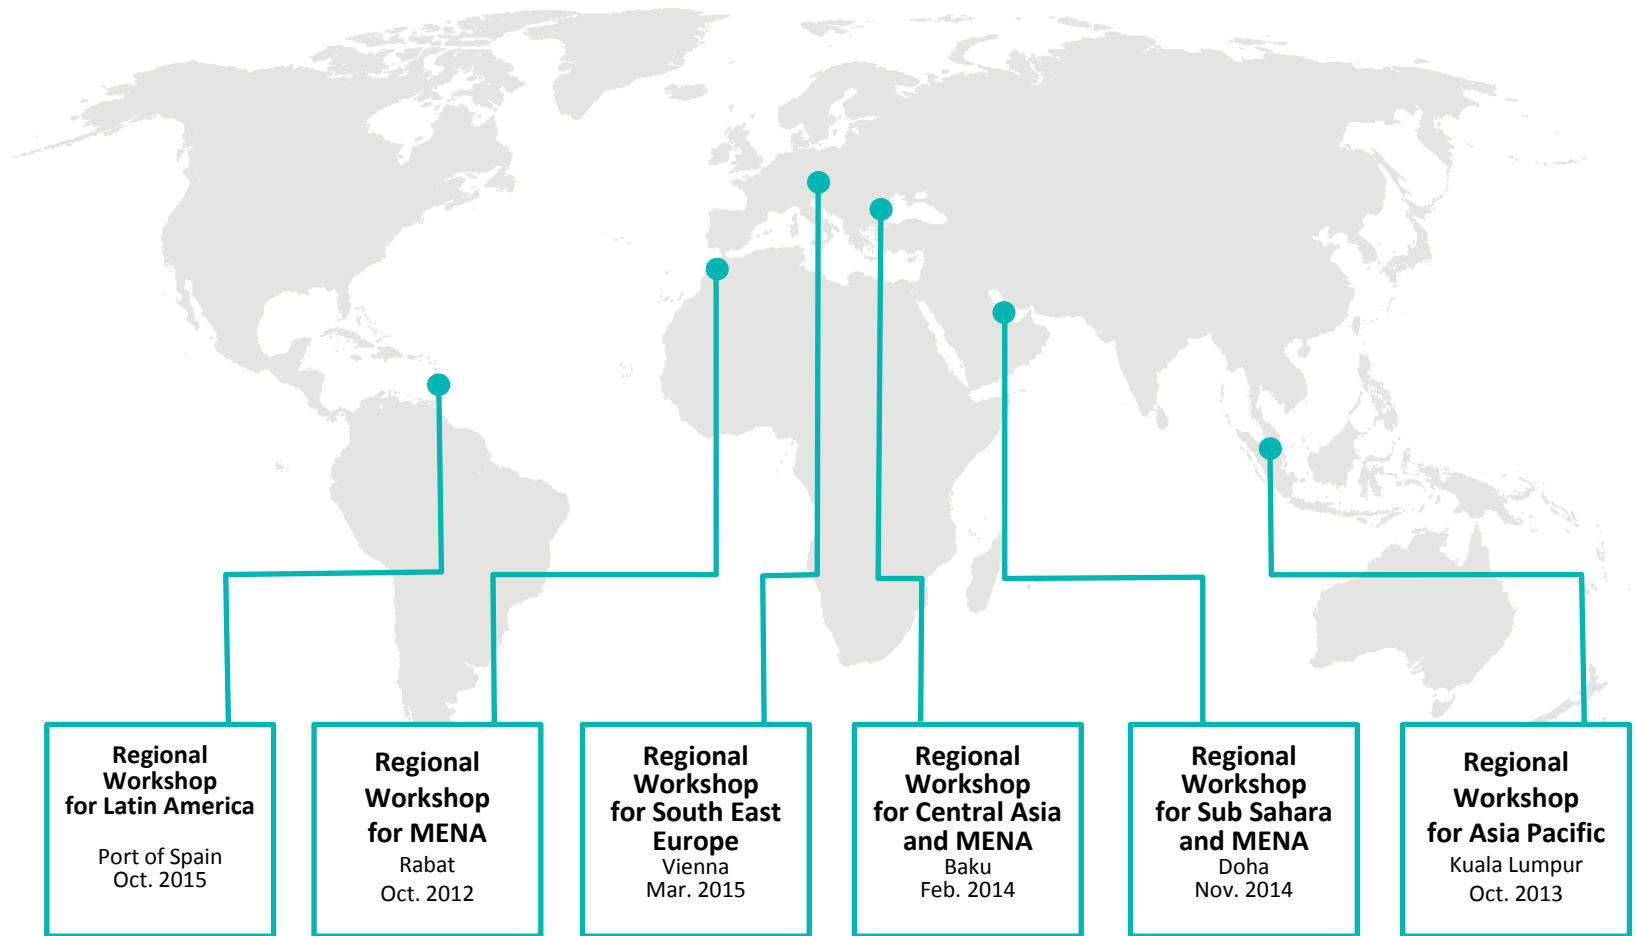 Regional
Workshop
for Latin America
Port of Spain
Oct. 2015
Regional
Workshop
for MENA
Rabat
Oct. 2012
Regional
Workshop
for South East
Europe
Vienna
Mar. 2015
Regional
Workshop
for Central Asia
and MENA
Baku
Feb. 2014
Regional
Workshop
for Sub Sahara
and MENA
Doha
Nov. 2014
Regional
Workshop
for Asia Pacific
Kuala Lumpur
Oct. 2013